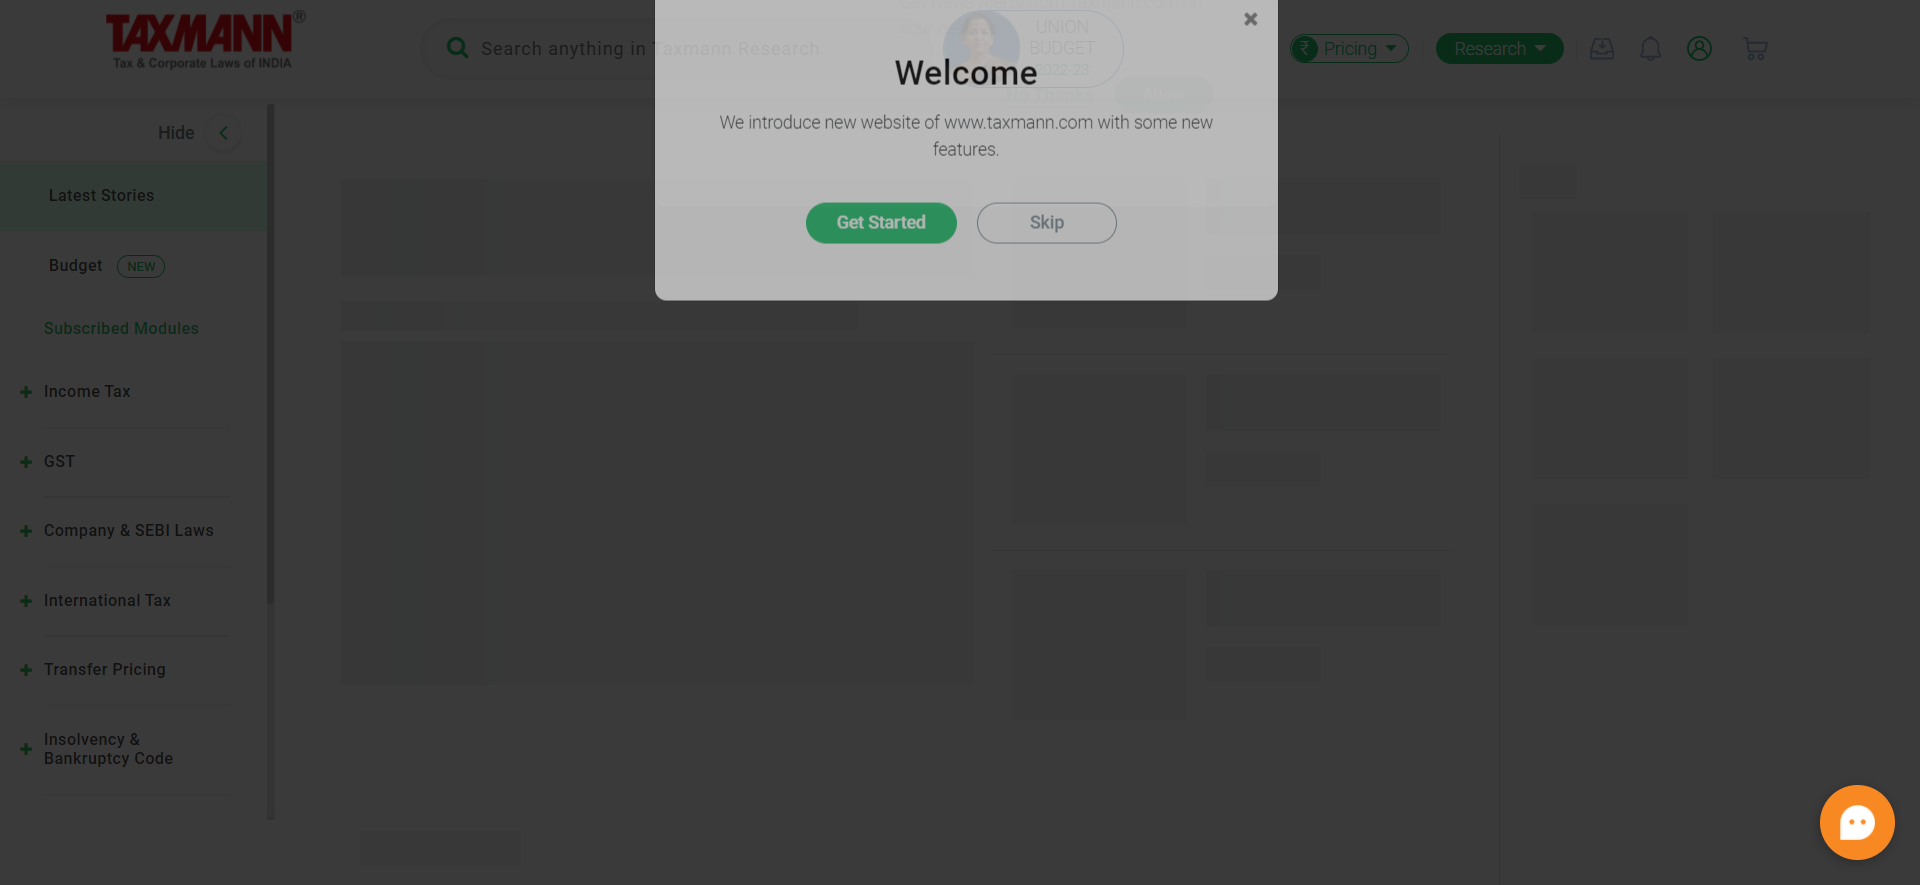 TAXMANN®
Tax & Corporate Laws of INDIA
Search anything in Taxmann Research
UNION
BUDGET
2022-23
Pricing
Research
Welcome
We introduce new website of www.taxmann.com with some new
features.
Get Started
Skip
Hide
Latest Stories
Budget NEW
Subscribed Modules
Income Tax
GST
Company & SEBI Laws
International Tax
Transfer Pricing
Insolvency &
Bankruptcy Code